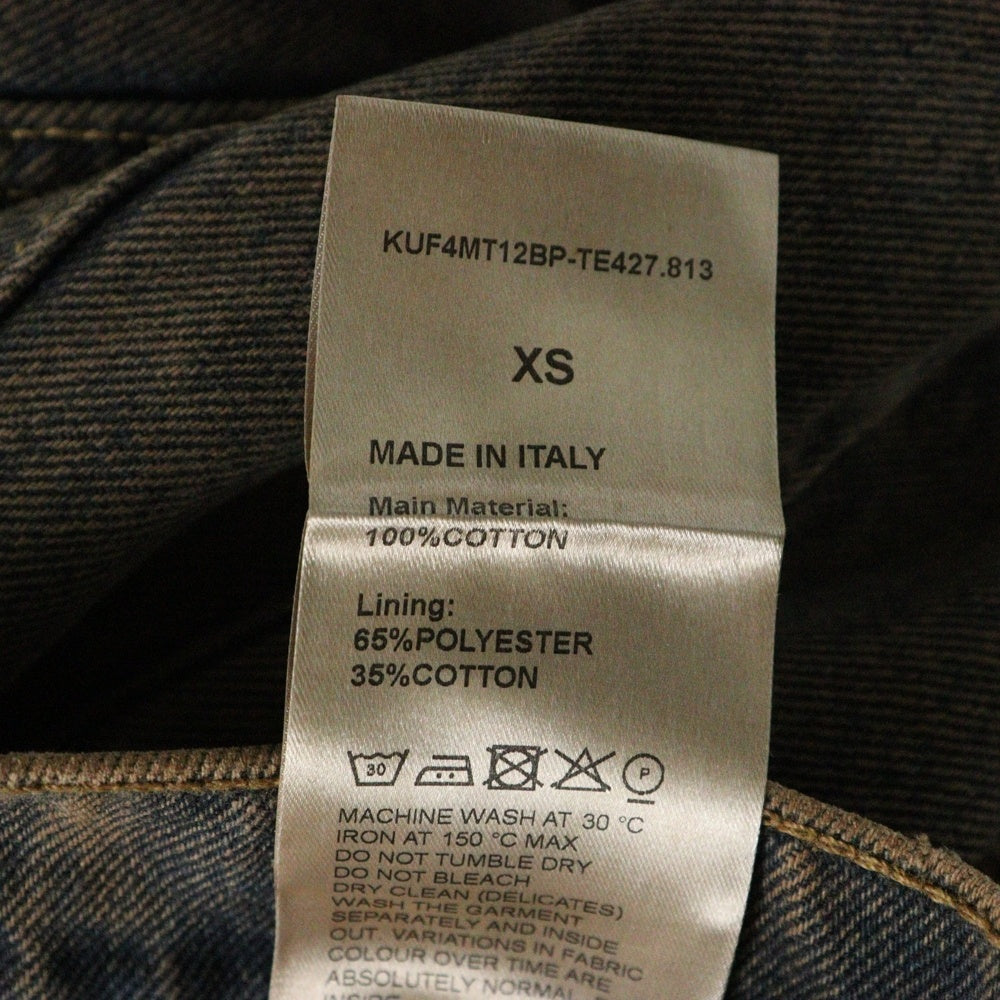 KUF4MT12BP-TE427.813
XS
MADE IN ITALY
Main Material:
100%COTTON
Lining:
65%POLYESTER
35%COTTON
30
P
MACHINE WASH AT 30 °C
IRON AT 150 °C MAX
DO NOT TUMBLE DRY
DO NOT BLEACH
DRY CLEAN (DELICATES)
WASH THE GARMENT
SEPARATELY AND INSIDE
OUT. VARIATIONS IN FABRIC
COLOUR OVER TIME ARE
ABSOLUTELY NORMAL
INSIDE